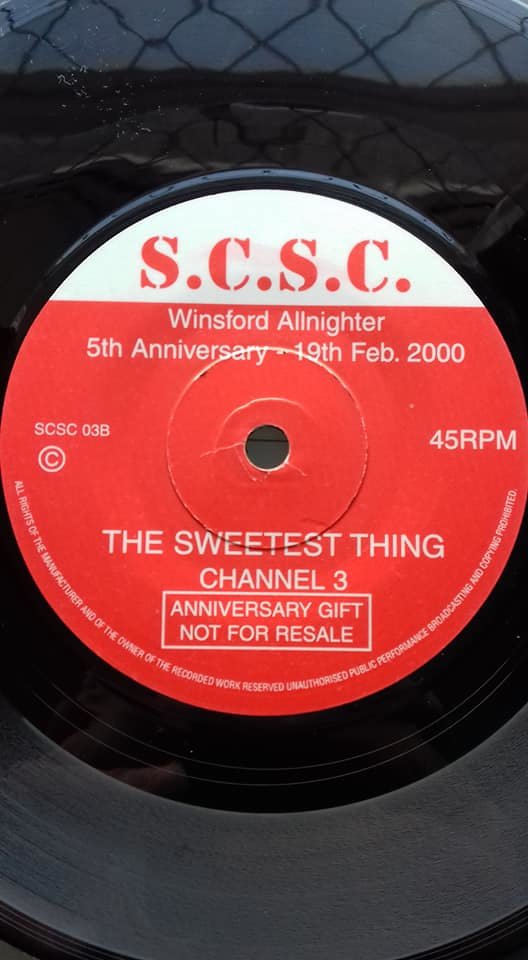 S.C.S.C.
Winsford Allnighter
5th Anniversary - 19th Feb. 2000
SCSC 03B
©
45RPM
THE SWEETEST THING
CHANNEL 3
ANNIVERSARY GIFT
NOT FOR RESALE
ALL RIGHTS OF THE MANUFACTURER AND OF THE OWNER OF THE RECORDED WORK RESERVED UNAUTHORISED PUBLIC PERFORMANCE BROADCASTING AND COPYING PROHIBITED.